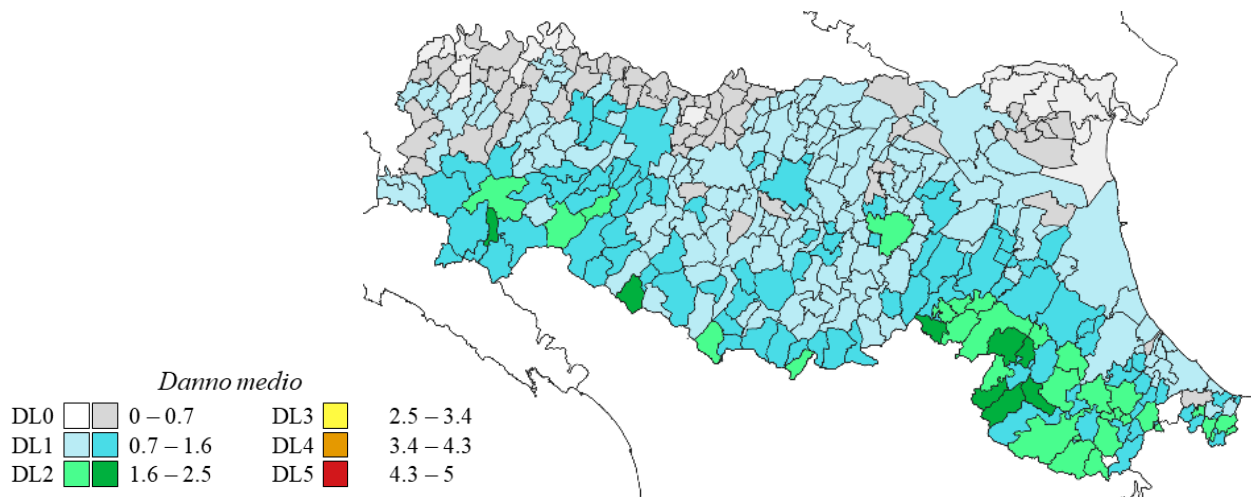 Danno medio
DL0 0 – 0.7 DL3 2.5 – 3.4
DL1 0.7 – 1.6 DL4 3.4 – 4.3
DL2 1.6 – 2.5 DL5 4.3 – 5